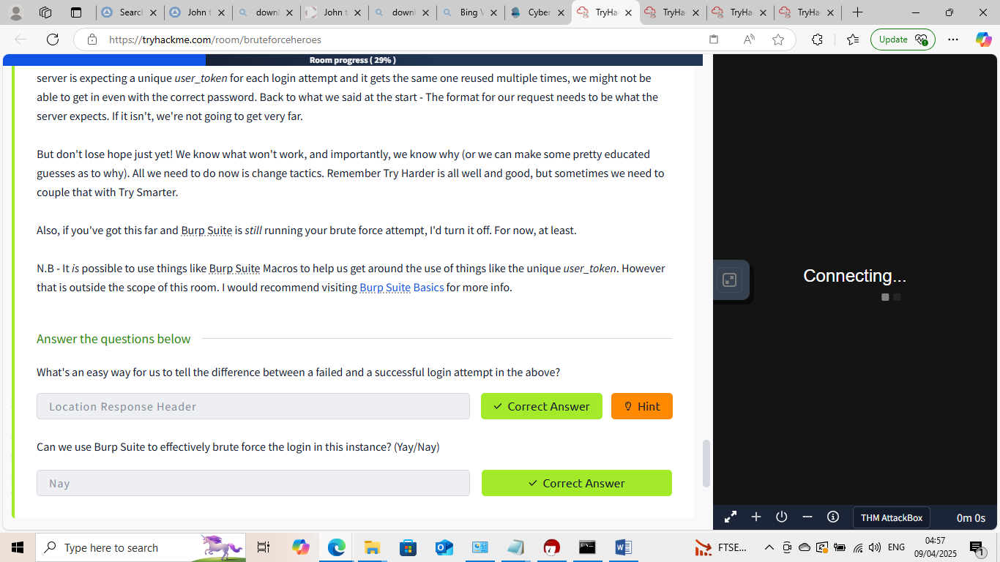 Searc
John t
downl
John t
downl
Bing V
Cyber
TryHa
TryHa
TryHa
TryHa
https://tryhackme.com/room/bruteforceheroes
Update
Room progress ( 29% )
server is expecting a unique user_token for each login attempt and it gets the same one reused multiple times, we might not be
able to get in even with the correct password. Back to what we said at the start - The format for our request needs to be what the
server expects. If it isn't, we're not going to get very far.
But don't lose hope just yet! We know what won't work, and importantly, we know why (or we can make some pretty educated
guesses as to why). All we need to do now is change tactics. Remember Try Harder is all well and good, but sometimes we need to
couple that with Try Smarter.
Also, if you've got this far and Burp Suite is still running your brute force attempt, I'd turn it off. For now, at least.
N.B - It is possible to use things like Burp Suite Macros to help us get around the use of things like the unique user_token. However
that is outside the scope of this room. I would recommend visiting Burp Suite Basics for more info.
Connecting...
Answer the questions below
What's an easy way for us to tell the difference between a failed and a successful login attempt in the above?
Location Response Header
Correct Answer
Hint
Can we use Burp Suite to effectively brute force the login in this instance? (Yay/Nay)
Nay
Correct Answer
THM AttackBox
0m 0s
Type here to search
FTSE...
ENG
04:57
09/04/2025
1